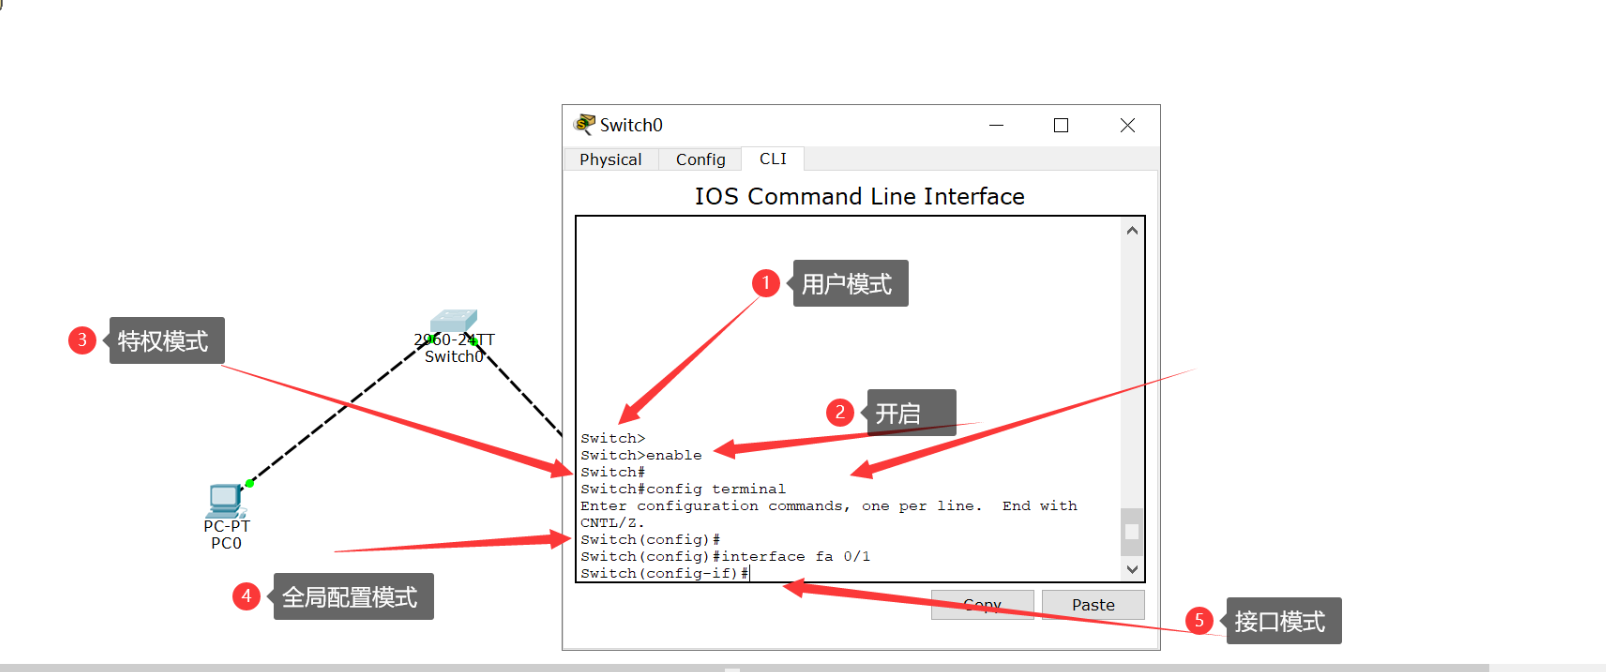 Switch0
Physical
Config
CLI
IOS Command Line Interface
1 用户模式
3 特权模式
2960-24TT
Switch0
2 开启
Switch>
Switch>enable
Switch#
Switch#config terminal
Enter configuration commands, one per line.  End with
CNTL/Z.
Switch(config)#
Switch(config)#interface fa 0/1
Switch(config-if)#
PC-PT
PC0
4 全局配置模式
Copy
Paste
5 接口模式